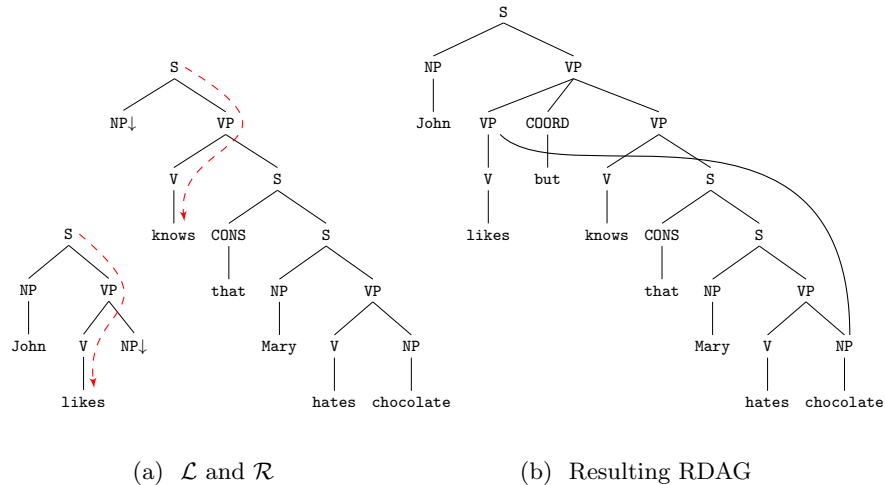 S
NP VP
John VP COORD VP
V but V S
likes knows CONS S
that NP VP
Mary V NP
hates chocolate
S
NP↓ VP
V S
knows CONS S
that NP VP
Mary V NP
hates chocolate
S
NP VP
John V NP↓
likes
(a) ℒ and ℛ
(b) Resulting RDAG